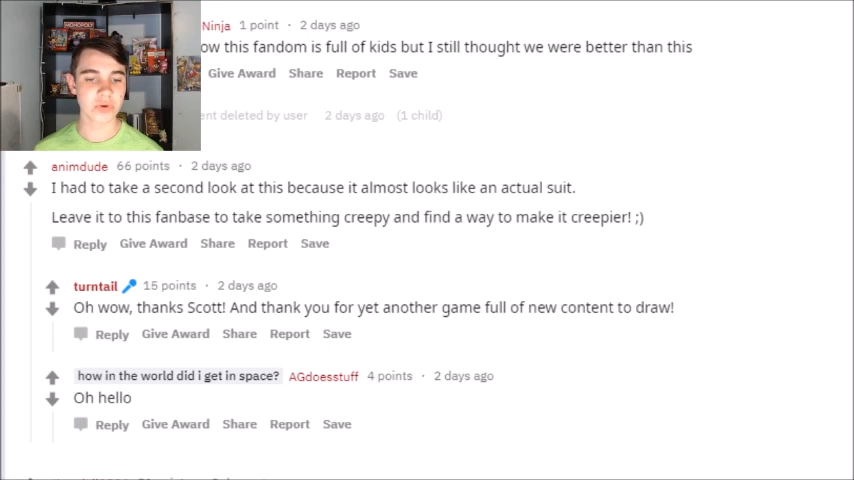 Ninja 1 point · 2 days ago
ow this fandom is full of kids but I still thought we were better than this
Give Award Share Report Save
ent deleted by user 2 days ago (1 child)
MONOPOLY
animdude 66 points · 2 days ago
I had to take a second look at this because it almost looks like an actual suit.
Leave it to this fanbase to take something creepy and find a way to make it creepier! ;)
Reply Give Award Share Report Save
turntail 15 points · 2 days ago
Oh wow, thanks Scott! And thank you for yet another game full of new content to draw!
Reply Give Award Share Report Save
how in the world did i get in space? AGdoesstuff 4 points · 2 days ago
Oh hello
Reply Give Award Share Report Save